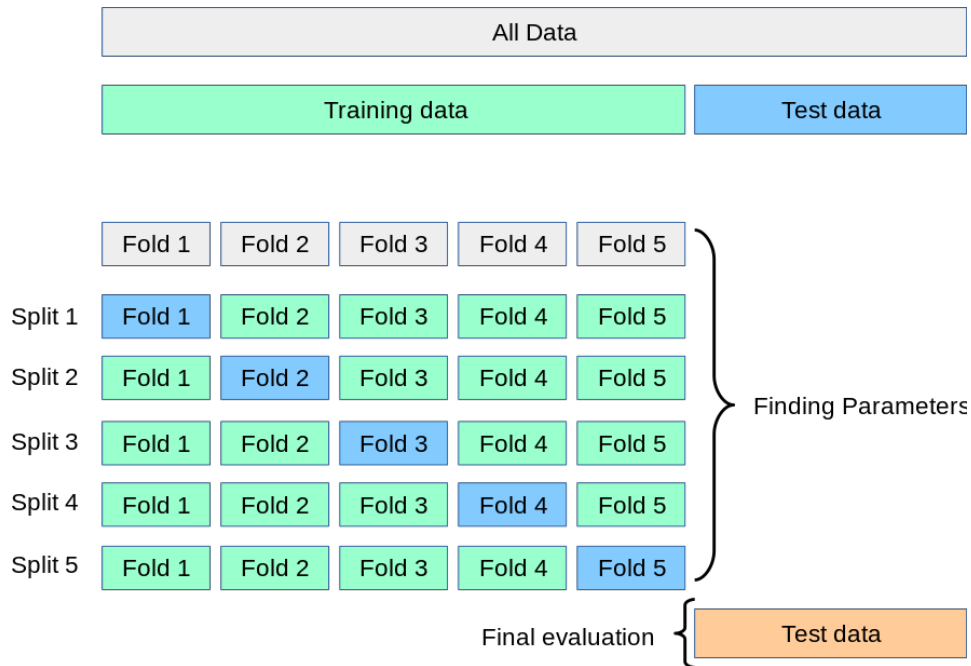 All Data
Training data Test data
Fold 1 Fold 2 Fold 3 Fold 4 Fold 5
Split 1 Fold 1 Fold 2 Fold 3 Fold 4 Fold 5
Split 2 Fold 1 Fold 2 Fold 3 Fold 4 Fold 5
Finding Parameters
Split 3 Fold 1 Fold 2 Fold 3 Fold 4 Fold 5
Split 4 Fold 1 Fold 2 Fold 3 Fold 4 Fold 5
Split 5 Fold 1 Fold 2 Fold 3 Fold 4 Fold 5
Final evaluation Test data